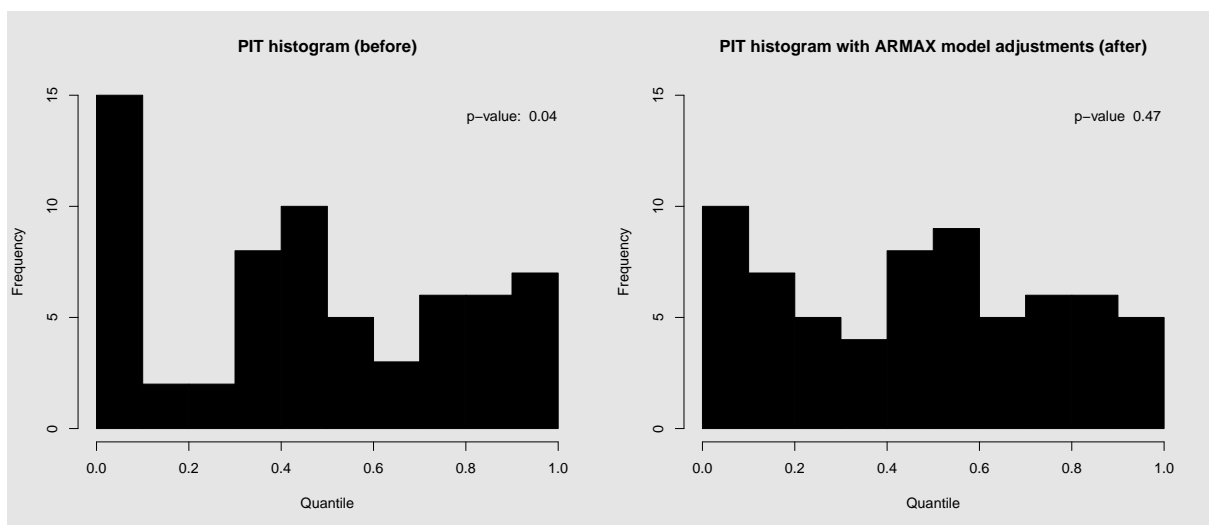 PIT histogram (before)
p−value: 0.04
Frequency
15
10
5
0
0.0 0.2 0.4 0.6 0.8 1.0
Quantile
PIT histogram with ARMAX model adjustments (after)
p−value 0.47
Frequency
15
10
5
0
0.0 0.2 0.4 0.6 0.8 1.0
Quantile